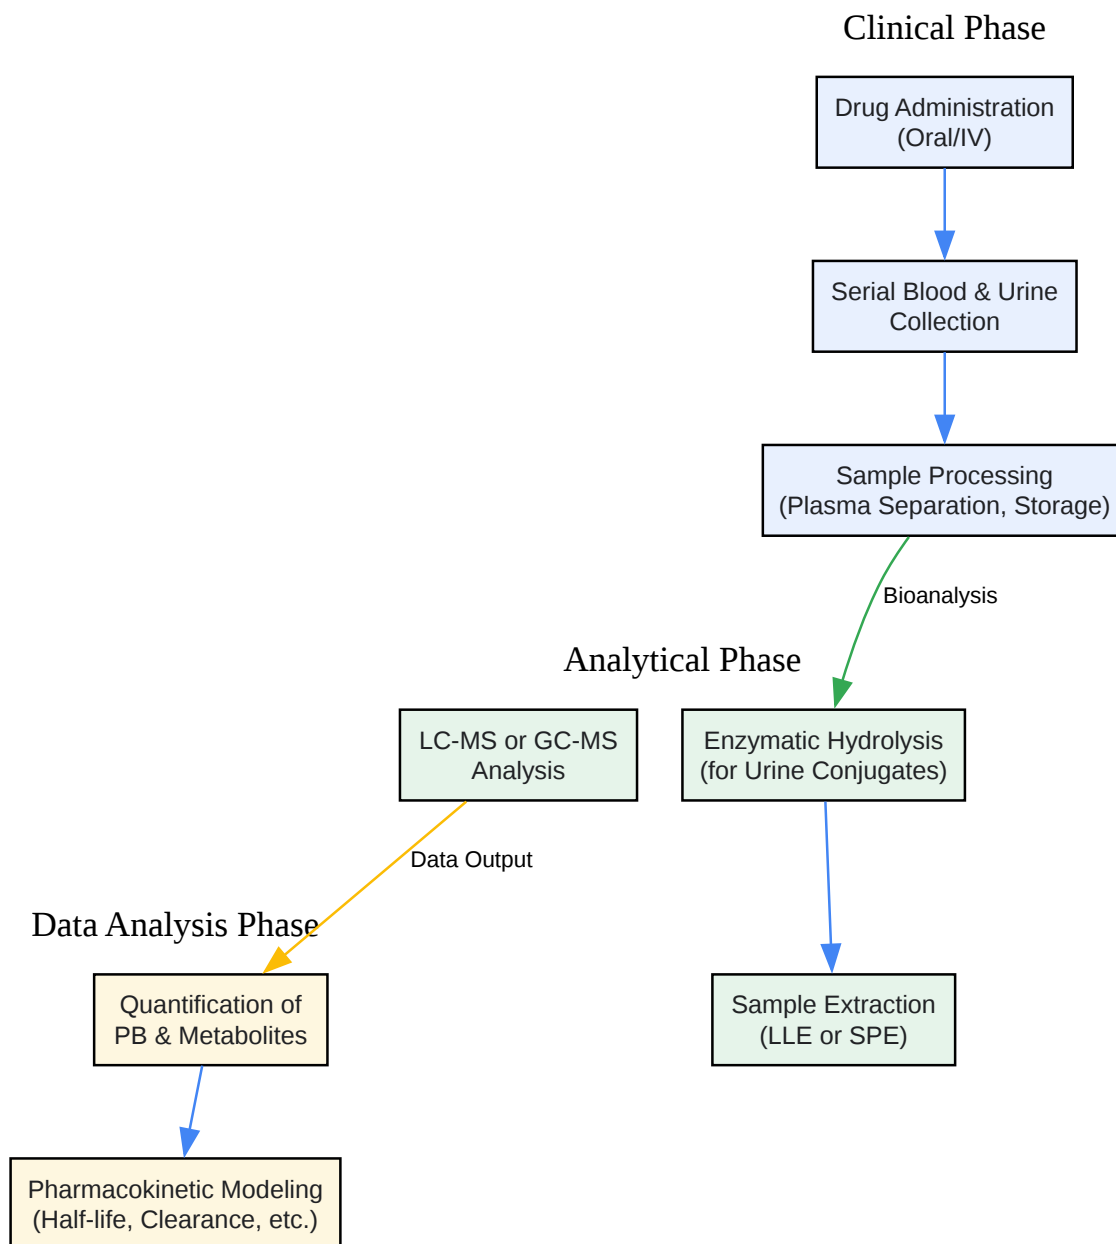 Clinical Phase
Drug Administration
(Oral/IV)
Serial Blood & Urine
Collection
Sample Processing
(Plasma Separation, Storage)
Bioanalysis
Analytical Phase
LC-MS or GC-MS
Analysis
Enzymatic Hydrolysis
(for Urine Conjugates)
Data Output
Data Analysis Phase
Quantification of
PB & Metabolites
Sample Extraction
(LLE or SPE)
Pharmacokinetic Modeling
(Half-life, Clearance, etc.)